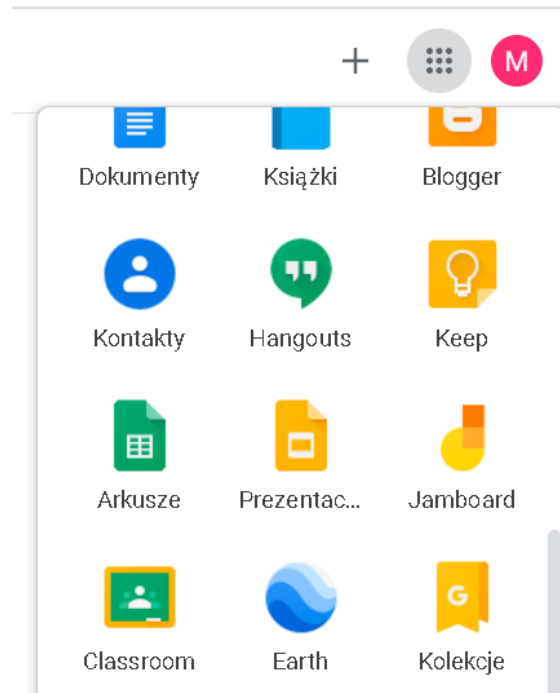 M
Dokumenty Książki Blogger
Kontakty Hangouts Keep
Arkusze Prezentac... Jamboard
G
Classroom Earth Kolekcje